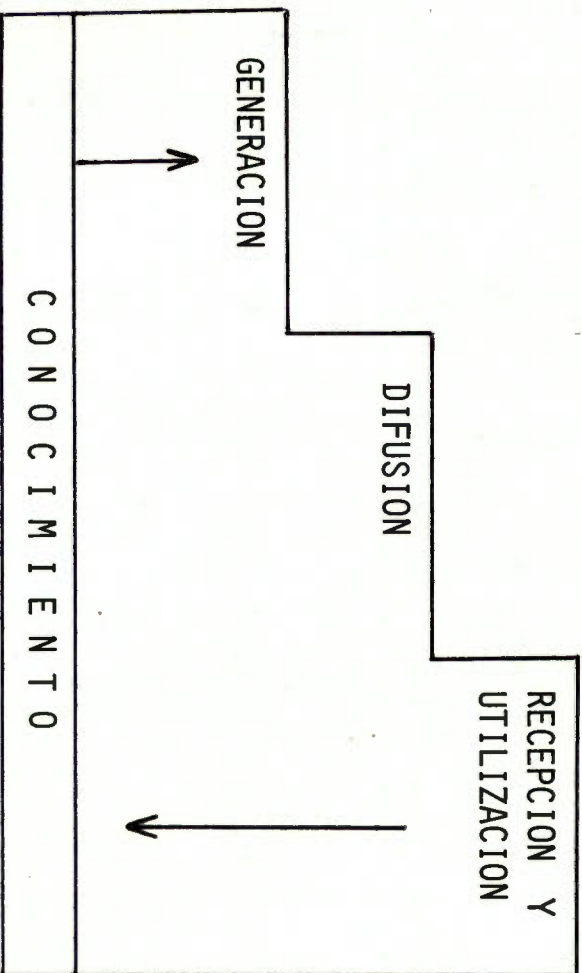 GENERACION
DIFUSION
RECEPCION Y
UTILIZACION
CONOCIMIENTO